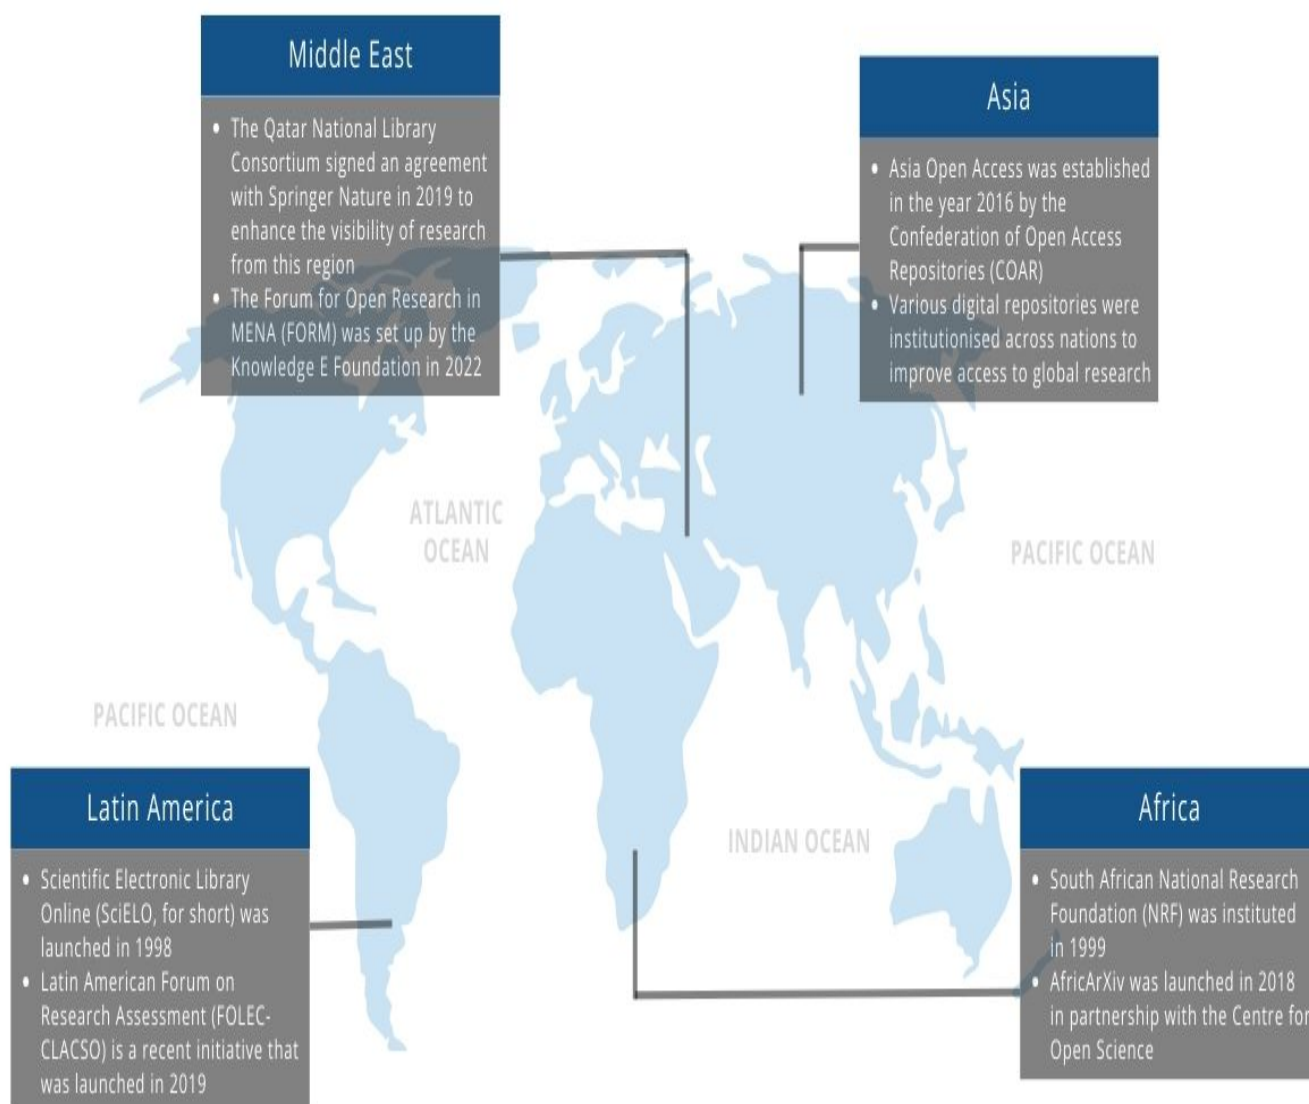 Middle East
• The Qatar National Library
Consortium signed an agreement
with Springer Nature in 2019 to
enhance the visibility of research
from this region
• The Forum for Open Research in
MENA (FORM) was set up by the
Knowledge E Foundation in 2022
Asia
• Asia Open Access was established
in the year 2016 by the
Confederation of Open Access
Repositories (COAR)
• Various digital repositories were
institutionised across nations to
improve access to global research
ATLANTIC
OCEAN
PACIFIC OCEAN
PACIFIC OCEAN
INDIAN OCEAN
Latin America
• Scientific Electronic Library
Online (SciELO, for short) was
launched in 1998
• Latin American Forum on
Research Assessment (FOLEC-
CLACSO) is a recent initiative that
was launched in 2019
Africa
• South African National Research
Foundation (NRF) was instituted
in 1999
• AfricArXiv was launched in 2018
in partnership with the Centre for
Open Science